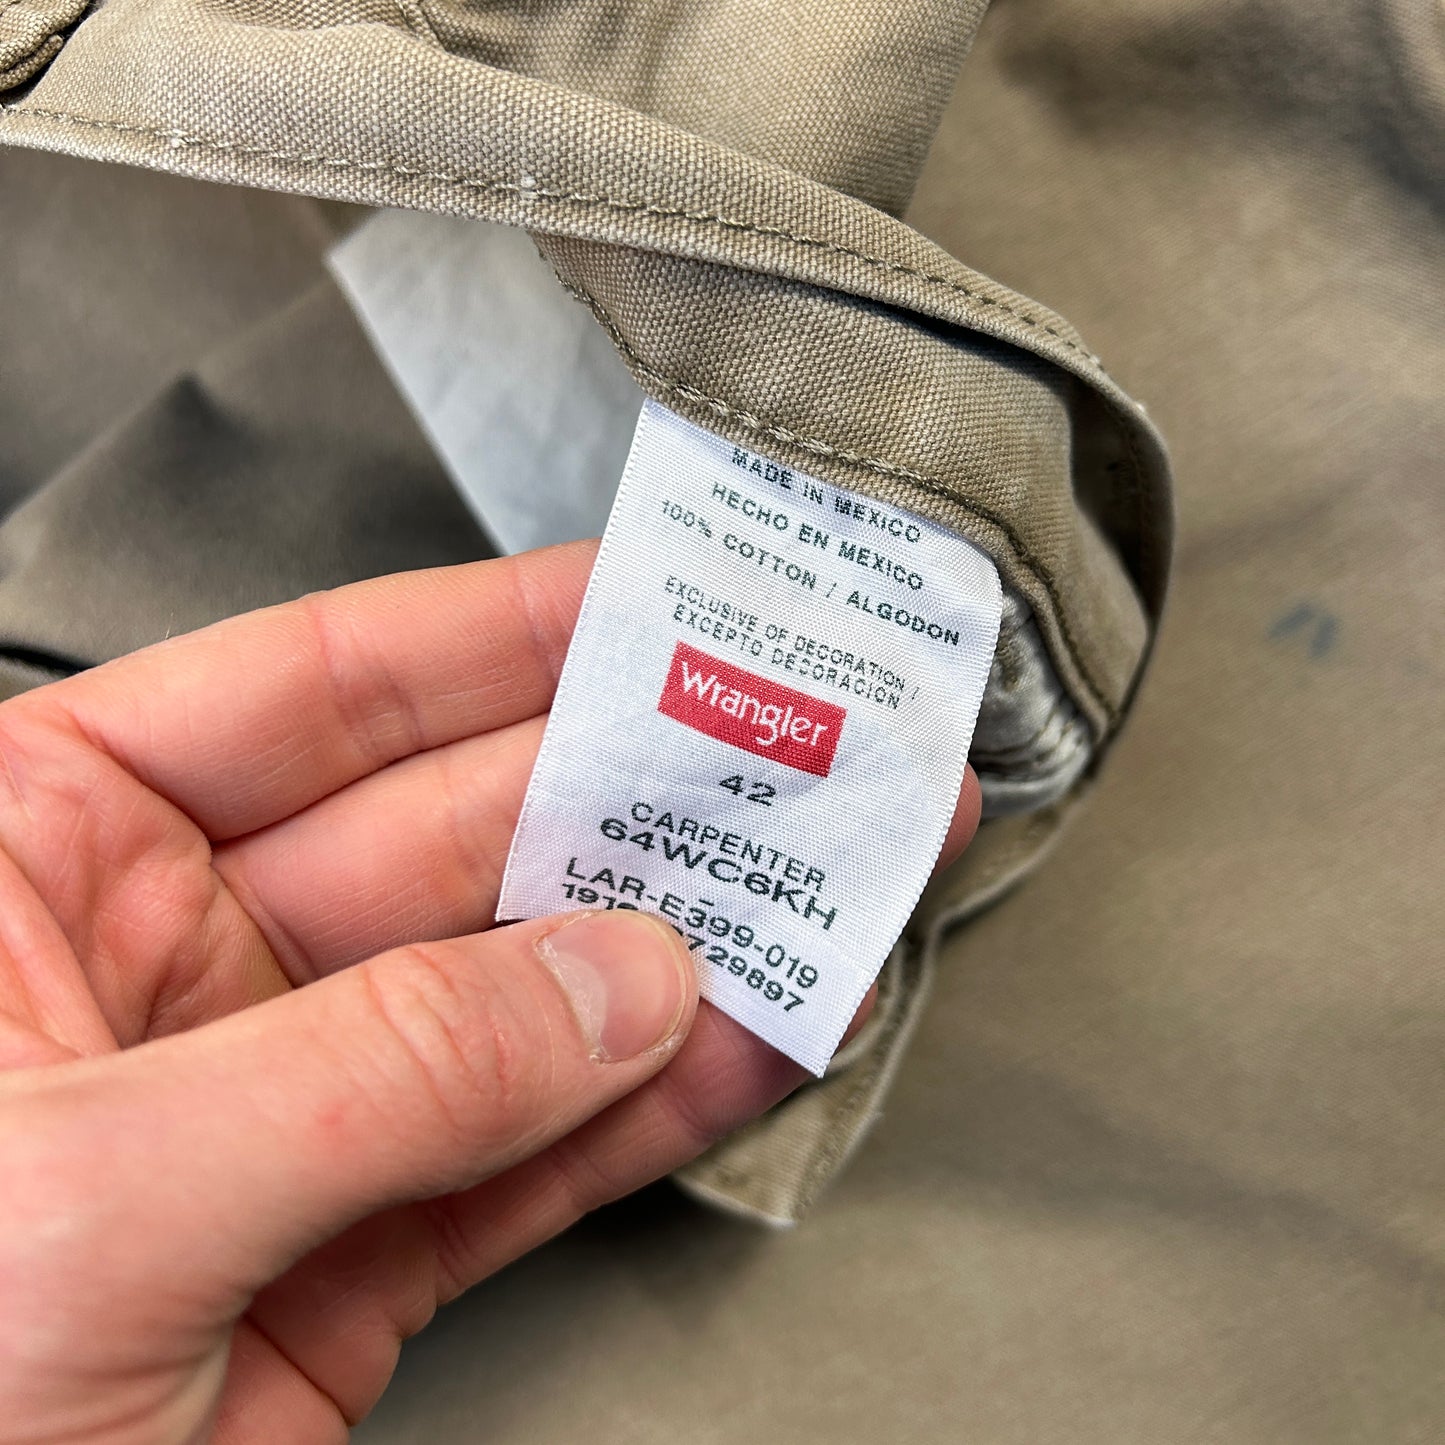 MADE IN MEXICO
HECHO EN MEXICO
100% COTTON / ALGODON
EXCLUSIVE OF DECORATION /
EXCEPTO DECORACION
Wrangler
42
CARPENTER
64WC6KH
LAR-E399-019
729897